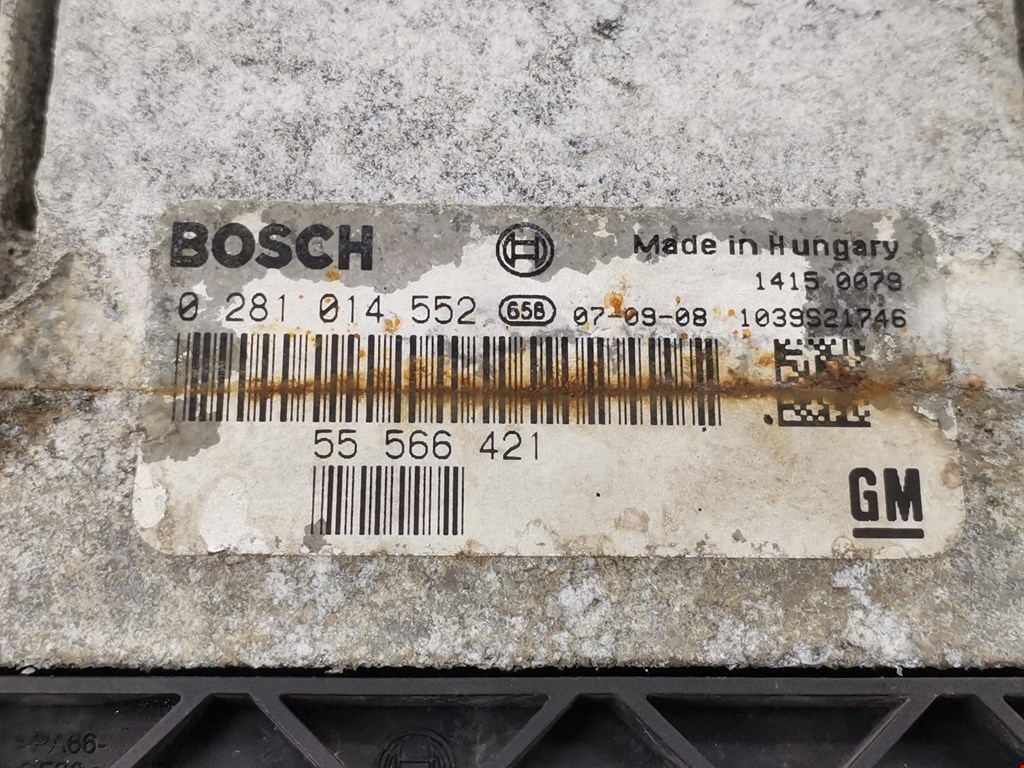 BOSCH Made in Hungary
1415 0079
0 281 014 552 658 07-09-08 1039S21746
55 566 421
GM
>PA66-